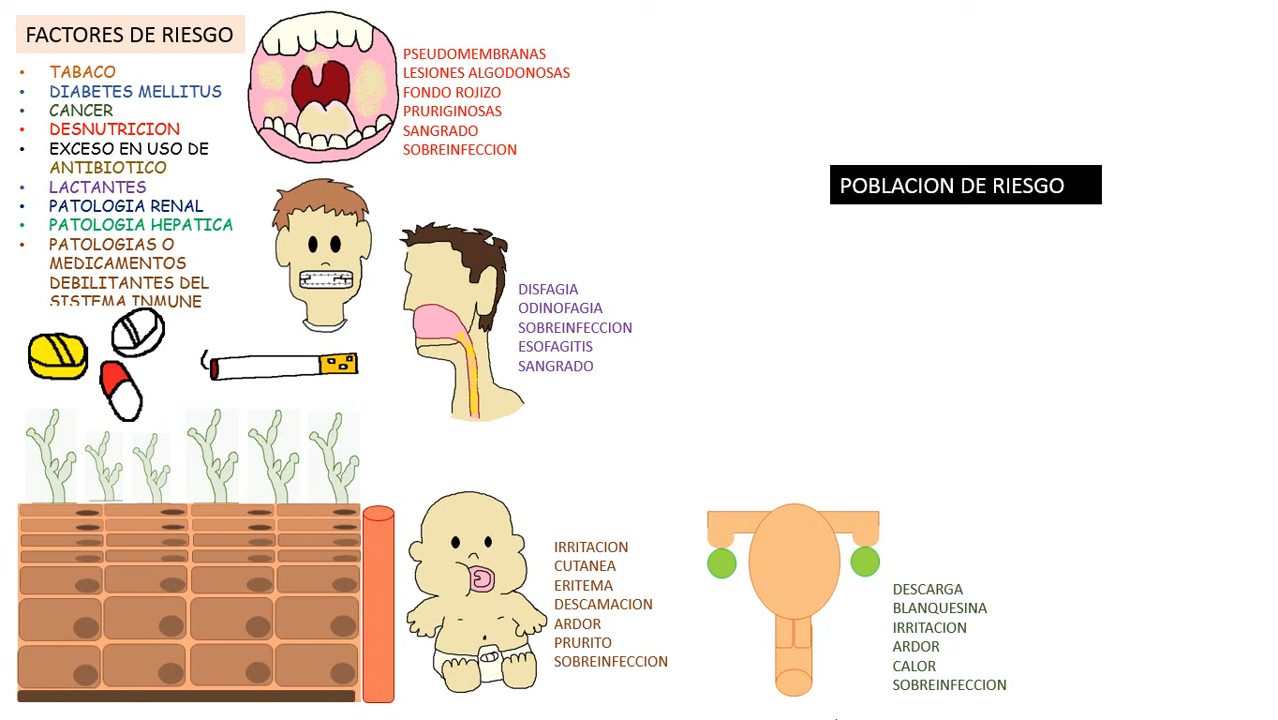 FACTORES DE RIESGO
• TABACO
• DIABETES MELLITUS
• CANCER
• DESNUTRICION
• EXCESO EN USO DE
ANTIBIOTICO
• LACTANTES
• PATOLOGIA RENAL
• PATOLOGIA HEPATICA
• PATOLOGIAS O
MEDICAMENTOS
DEBILITANTES DEL
SISTEMA INMUNE
PSEUDOMEMBRANAS
LESIONES ALGODONOSAS
FONDO ROJIZO
PRURIGINOSAS
SANGRADO
SOBREINFECCION
POBLACION DE RIESGO
DISFAGIA
ODINOFAGIA
SOBREINFECCION
ESOFAGITIS
SANGRADO
IRRITACION
CUTANEA
ERITEMA
DESCAMACION
ARDOR
PRURITO
SOBREINFECCION
DESCARGA
BLANQUESINA
IRRITACION
ARDOR
CALOR
SOBREINFECCION